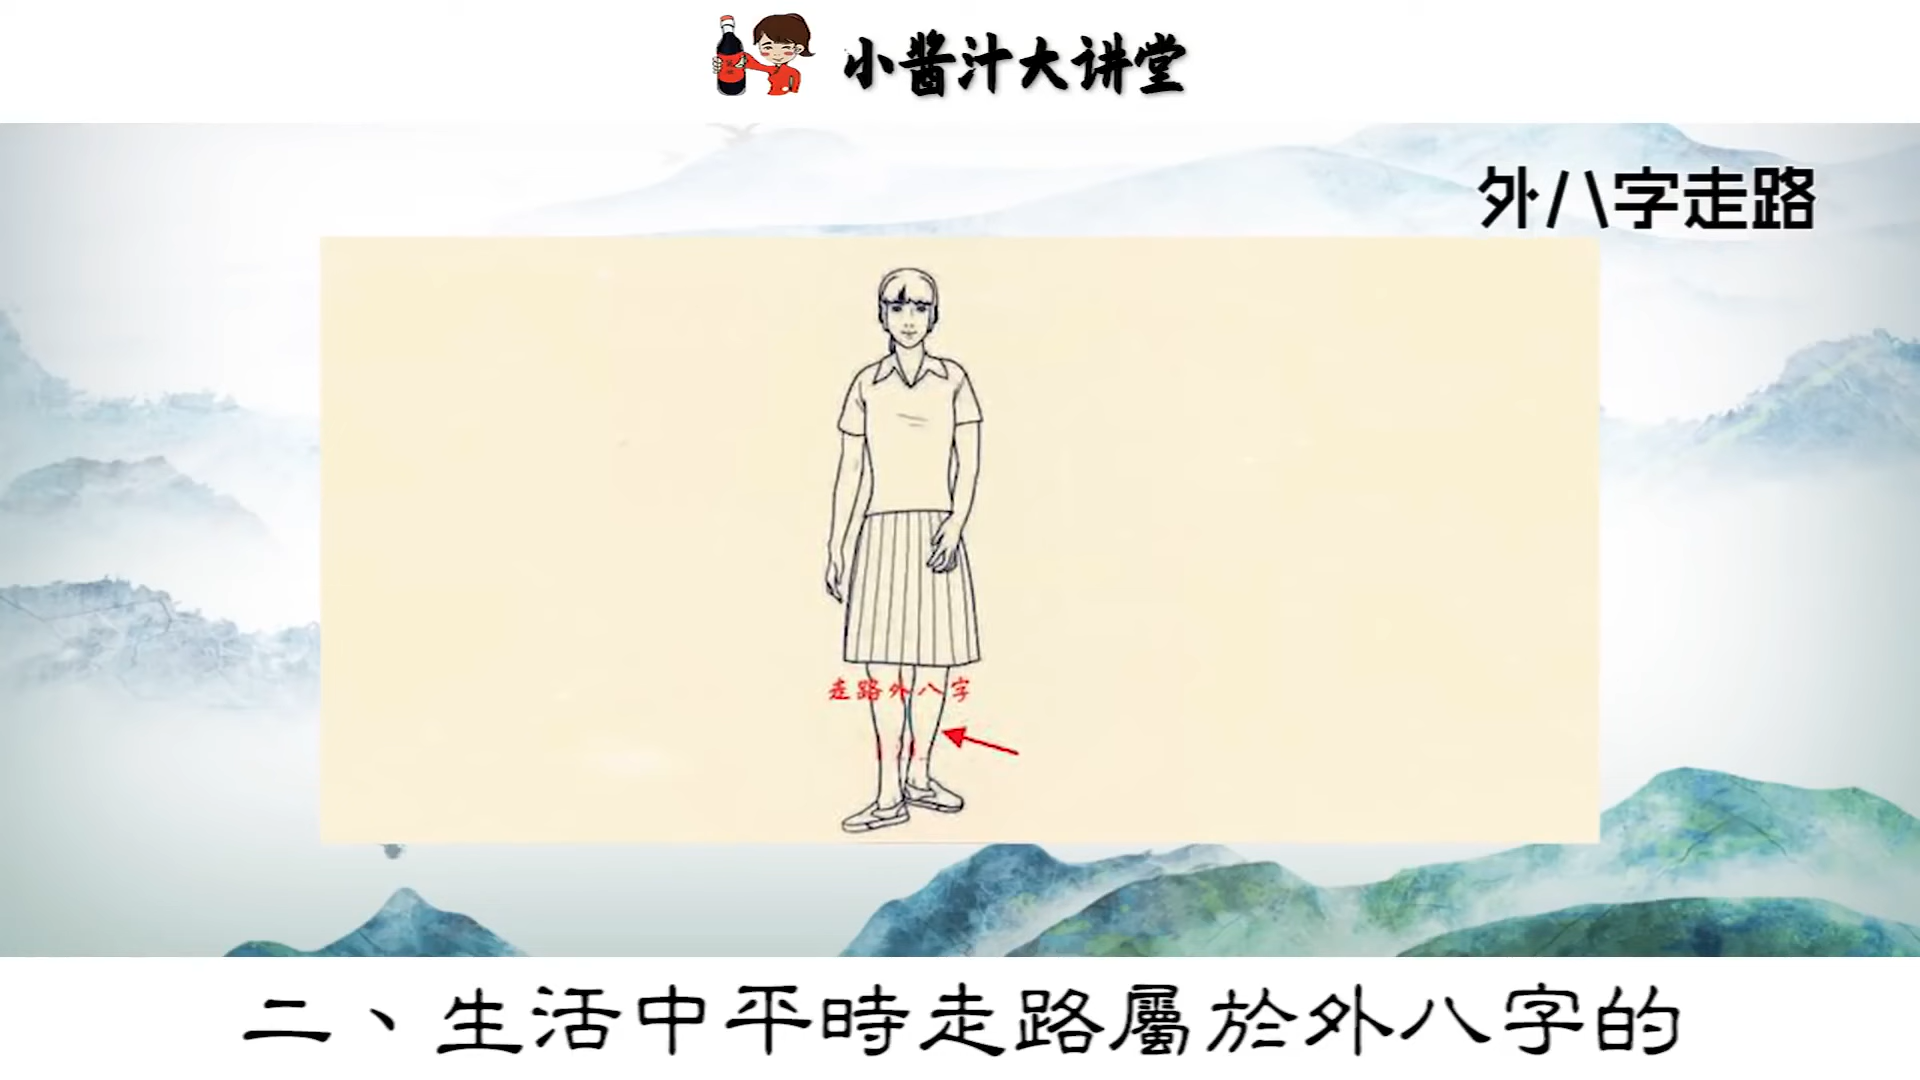 小酱汁大讲堂
外八字走路
走路外八字
二、生活中平時走路屬於外八字的